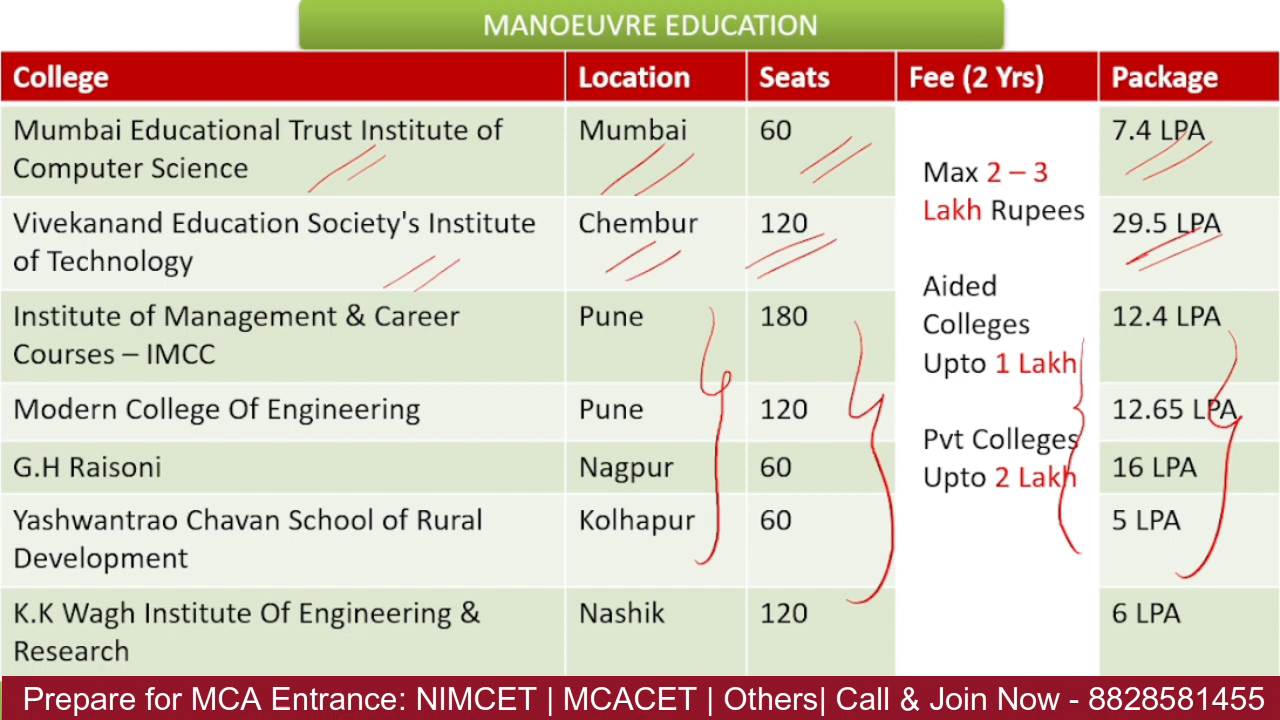 MANOEUVRE EDUCATION
College Location Seats Fee (2 Yrs) Package
Mumbai Educational Trust Institute of
Computer Science
Mumbai
60
7.4 LPA
Vivekanand Education Society's Institute
of Technology
Chembur
120
29.5 LPA
Institute of Management & Career
Courses – IMCC
Pune
180
12.4 LPA
Modern College Of Engineering
Pune
120
12.65 LPA
G.H Raisoni
Nagpur
60
16 LPA
Yashwantrao Chavan School of Rural
Development
Kolhapur
60
5 LPA
K.K Wagh Institute Of Engineering &
Research
Nashik
120
6 LPA
Max 2 – 3
Lakh Rupees
Aided
Colleges
Upto 1 Lakh
Pvt Colleges
Upto 2 Lakh
Prepare for MCA Entrance: NIMCET | MCACET | Others| Call & Join Now - 8828581455